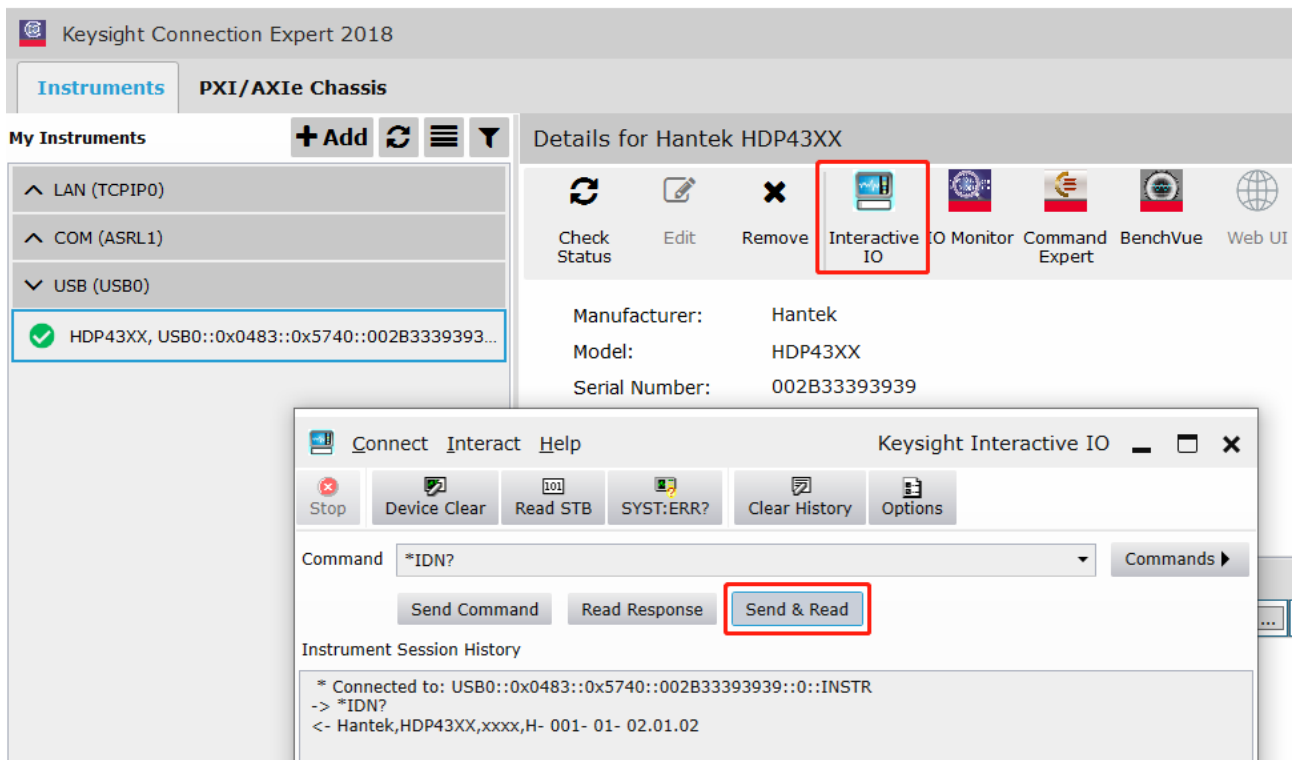 Keysight Connection Expert 2018
Instruments PXI/AXIe Chassis
My Instruments Add
LAN (TCPIP0)
COM (ASRL1)
USB (USB0)
HDP43XX, USB0::0x0483::0x5740::002B3339393...
Details for Hantek HDP43XX
Check Status Edit Remove Interactive IO IO Monitor Command Expert BenchVue Web UI
Manufacturer: Hantek
Model: HDP43XX
Serial Number: 002B33393939
Connect Interact Help Keysight Interactive IO
Stop Device Clear Read STB SYST:ERR? Clear History Options
Command *IDN? Commands
Send Command Read Response Send & Read
...
Instrument Session History
* Connected to: USB0::0x0483::0x5740::002B33393939::0::INSTR
-> *IDN?
<- Hantek,HDP43XX,xxxx,H- 001- 01- 02.01.02